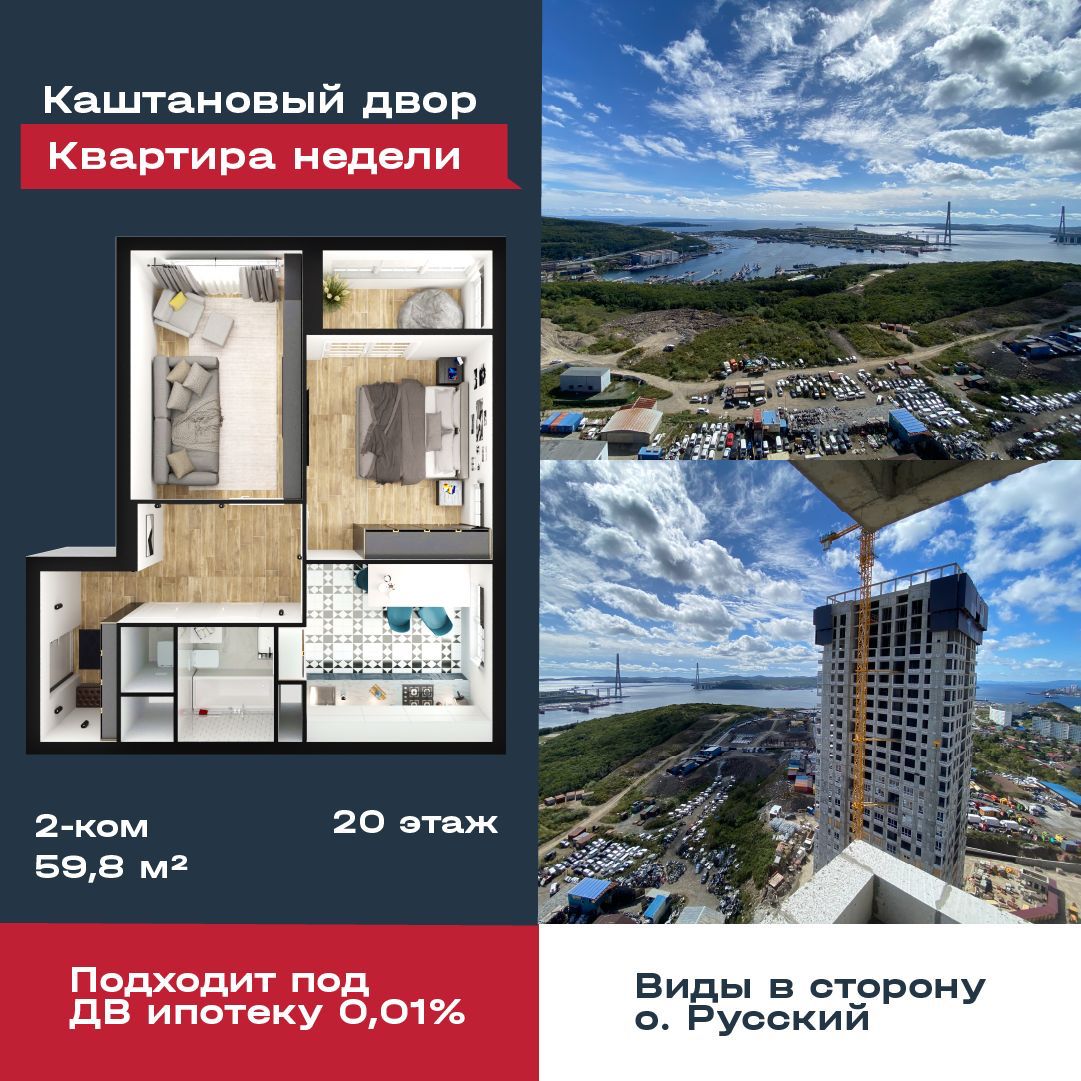 Каштановый двор
Квартира недели
2-ком
59,8 м²
20 этаж
Подходит под
ДВ ипотеку 0,01%
Виды в сторону
о. Русский